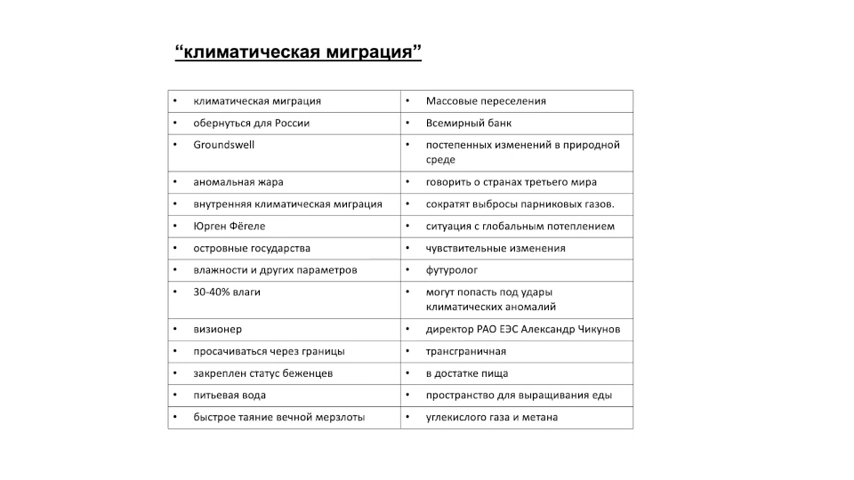 “климатическая миграция”
• климатическая миграция
• Массовые переселения
• обернуться для России
• Всемирный банк
• Groundswell
• постепенных изменений в природной
среде
• аномальная жара
• говорить о странах третьего мира
• внутренняя климатическая миграция
• сократят выбросы парниковых газов.
• Юрген Фёгеле
• ситуация с глобальным потеплением
• островные государства
• чувствительные изменения
• влажности и других параметров
• футуролог
• 30-40% влаги
• могут попасть под удары
климатических аномалий
• визионер
• директор РАО ЕЭС Александр Чикунов
• просачиваться через границы
• трансграничная
• закреплен статус беженцев
• в достатке пища
• питьевая вода
• пространство для выращивания еды
• быстрое таяние вечной мерзлоты
• углекислого газа и метана